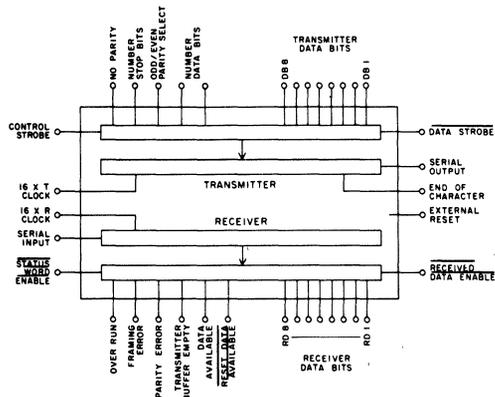 NO PARITY
NUMBER
STOP BITS
ODD/EVEN
PARITY SELECT
NUMBER
DATA BITS
TRANSMITTER
DATA BITS
DB 8
DB 1
CONTROL
STROBE
DATA STROBE
SERIAL
OUTPUT
TRANSMITTER
16 X T
CLOCK
END OF
CHARACTER
16 X R
CLOCK
RECEIVER
EXTERNAL
RESET
SERIAL
INPUT
STATUS
WORD
ENABLE
RECEIVED
DATA ENABLE
OVER RUN
FRAMING
ERROR
PARITY ERROR
TRANSMITTER
BUFFER EMPTY
DATA
AVAILABLE
RESET DATA
AVAILABLE
RD 8
RD 1
RECEIVER
DATA BITS